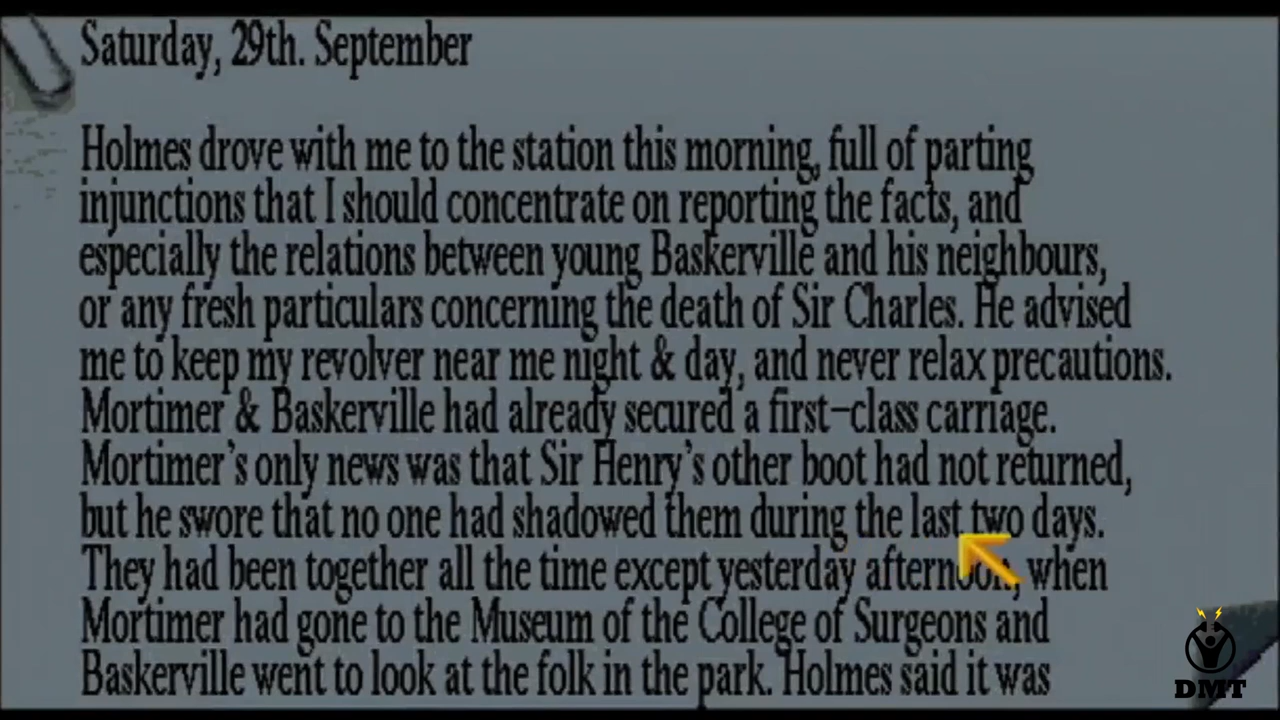 Saturday, 29th. September
Holmes drove with me to the station this morning, full of parting
injunctions that I should concentrate on reporting the facts, and
especially the relations between young Baskerville and his neighbours,
or any fresh particulars concerning the death of Sir Charles. He advised
me to keep my revolver near me night & day, and never relax precautions.
Mortimer & Baskerville had already secured a first-class carriage.
Mortimer's only news was that Sir Henry's other boot had not returned,
but he swore that no one had shadowed them during the last two days.
They had been together all the time except yesterday afternoon, when
Mortimer had gone to the Museum of the College of Surgeons and
Baskerville went to look at the folk in the park. Holmes said it was
DMT